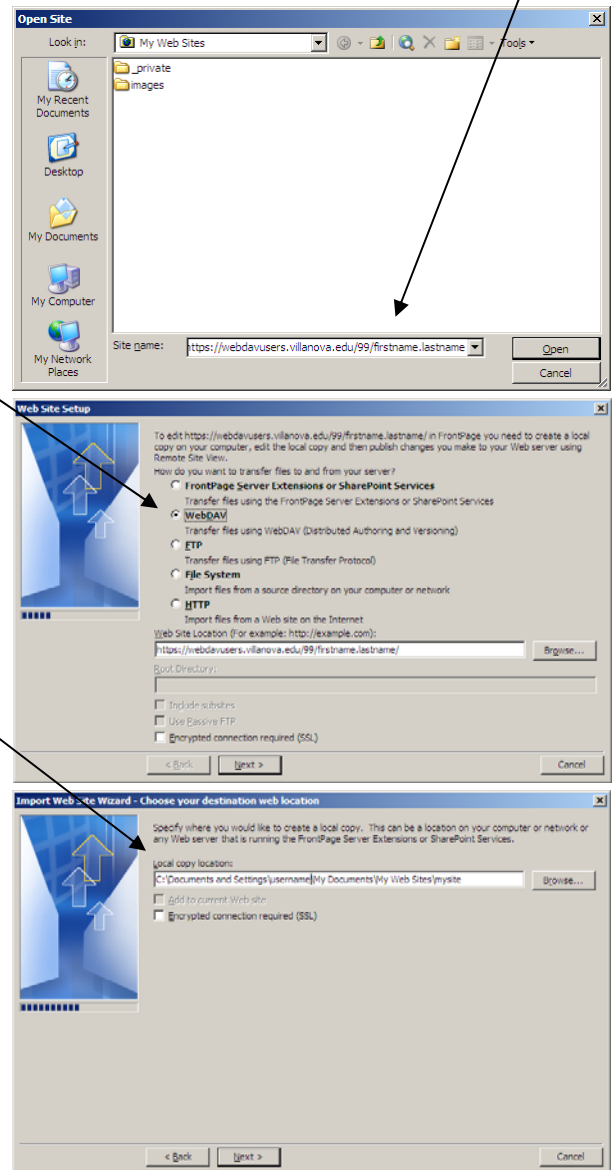 Open Site
Look in: My Web Sites Tools
_private
images
My Recent
Documents
Desktop
My Documents
My Computer
My Network
Places
Site name: https://webdavusers.villanova.edu/99/firstname.lastname Open
Cancel
Web Site Setup
To edit https://webdavusers.villanova.edu/99/firstname.lastname/ in FrontPage you need to create a local
copy on your computer, edit the local copy and then publish changes you make to your Web server using
Remote Site View.
How do you want to transfer files to and from your server?
FrontPage Server Extensions or SharePoint Services
Transfer files using the FrontPage Server Extensions or SharePoint Services
WebDAV
Transfer files using WebDAV (Distributed Authoring and Versioning)
FTP
Transfer files using FTP (File Transfer Protocol)
File System
Import files from a source directory on your computer or network
HTTP
Import files from a Web site on the Internet
Web Site Location (For example: http://example.com):
https://webdavusers.villanova.edu/99/firstname.lastname/ Browse...
Root Directory:
Include subsites
Use Passive FTP
Encrypted connection required (SSL)
< Back Next > Cancel
Import Web Site Wizard - Choose your destination web location
Specify where you would like to create a local copy. This can be a location on your computer or network or
any Web server that is running the FrontPage Server Extensions or SharePoint Services.
Local copy location:
C:\Documents and Settings\username\My Documents\My Web Sites\mysite Browse...
Add to current Web site
Encrypted connection required (SSL)
< Back Next > Cancel